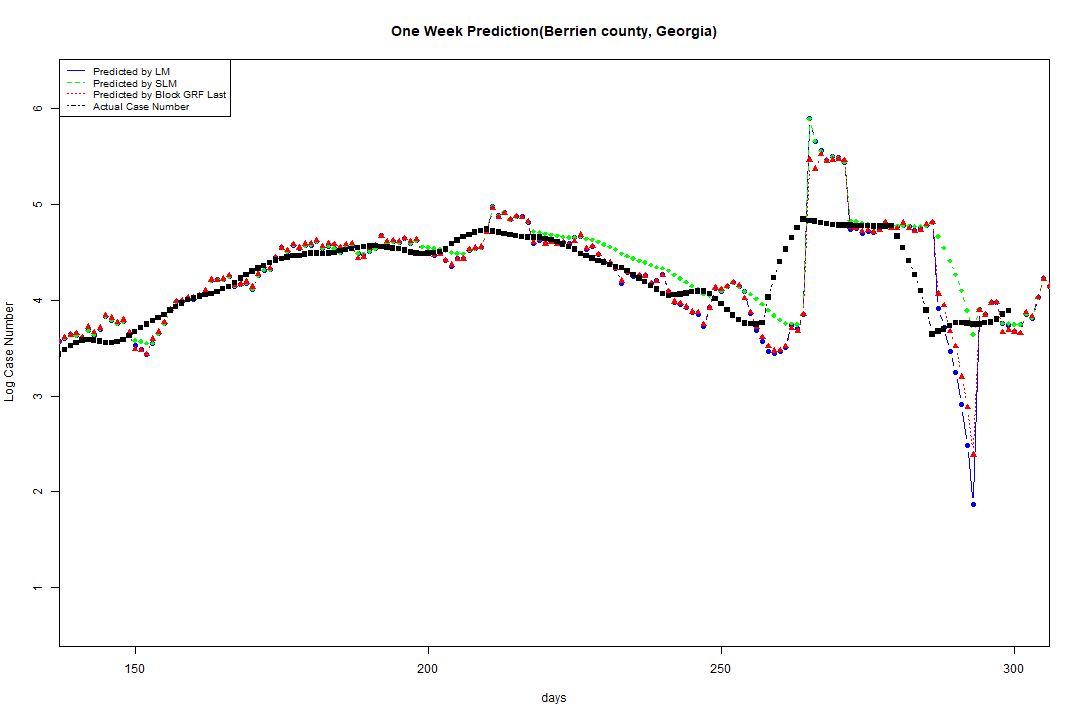 One Week Prediction(Berrien county, Georgia)
Predicted by LM
Predicted by SLM
Predicted by Block GRF Last
Actual Case Number
6
5
4
3
2
1
Log Case Number
150 200 250 300
days